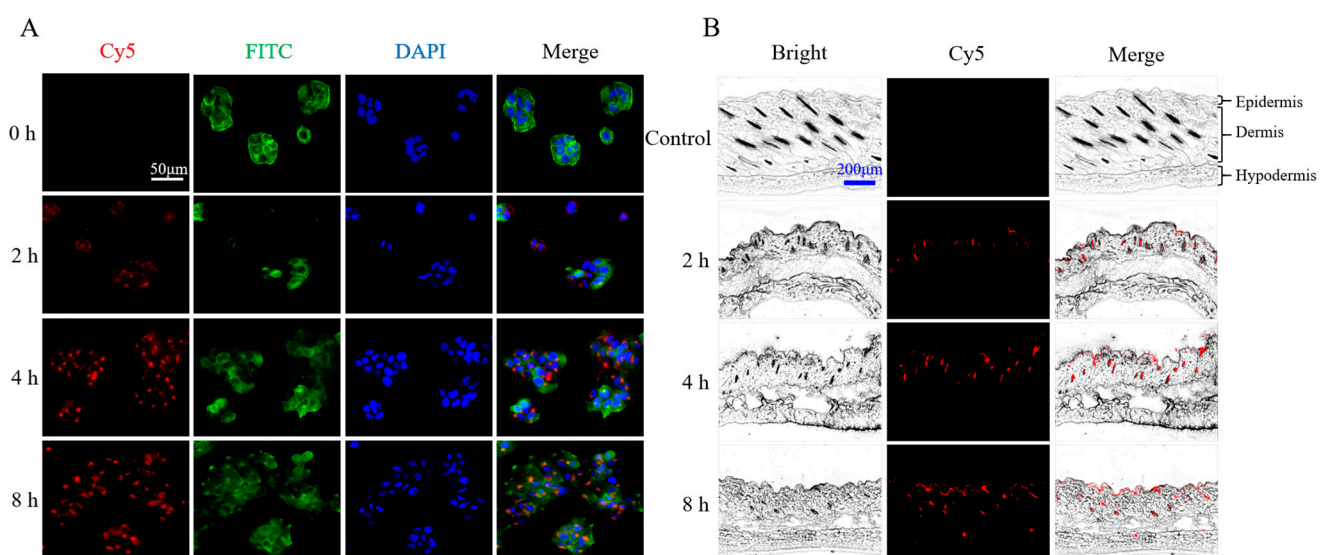 A
Cy5 FITC DAPI Merge
0 h
50μm
2 h
4 h
8 h
B
Bright Cy5 Merge
Control
200μm
Epidermis
Dermis
Hypodermis
2 h
4 h
8 h